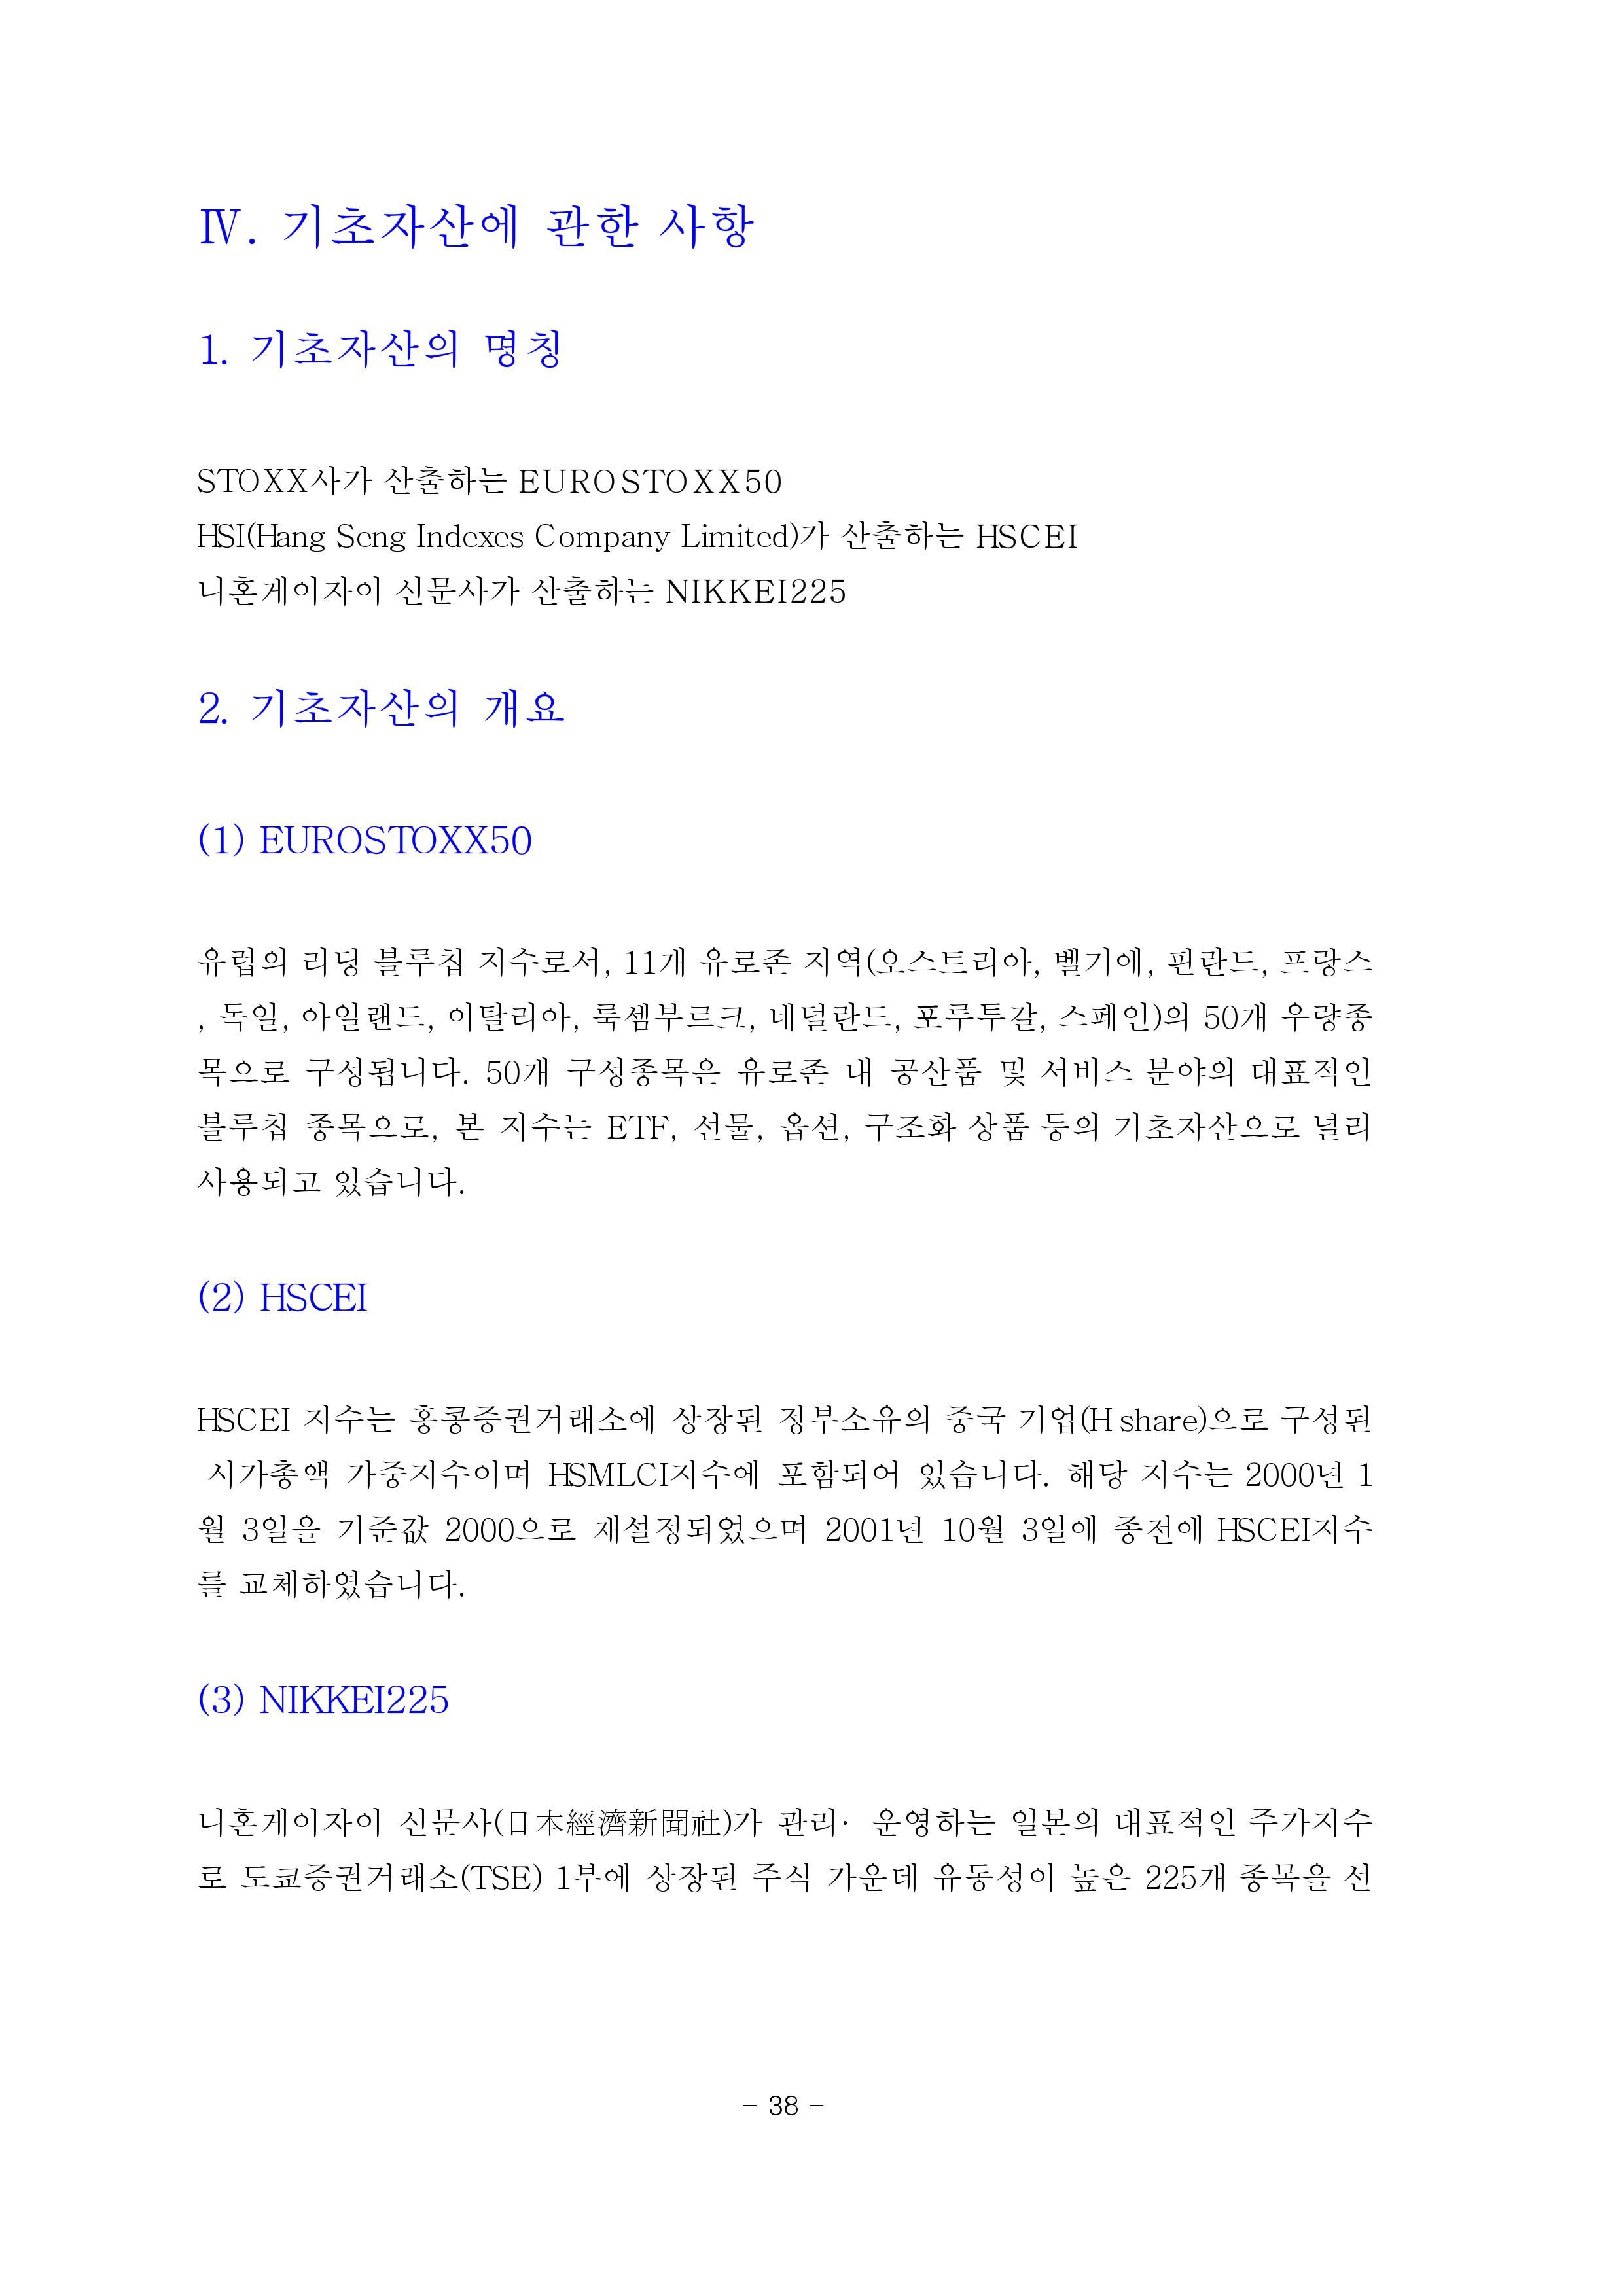 Ⅳ. 기초자산에 관한 사항
1. 기초자산의 명칭
STOXX사가 산출하는 EUROSTOXX50
HSI(Hang Seng Indexes Company Limited)가 산출하는 HSCEI
니혼게이자이 신문사가 산출하는 NIKKEI225
2. 기초자산의 개요
(1) EUROSTOXX50
유럽의 리딩 블루칩 지수로서, 11개 유로존 지역(오스트리아, 벨기에, 핀란드, 프랑스
, 독일, 아일랜드, 이탈리아, 룩셈부르크, 네덜란드, 포루투갈, 스페인)의 50개 우량종
목으로 구성됩니다. 50개 구성종목은 유로존 내 공산품 및 서비스 분야의 대표적인
블루칩 종목으로, 본 지수는 ETF, 선물, 옵션, 구조화 상품 등의 기초자산으로 널리
사용되고 있습니다.
(2) HSCEI
HSCEI 지수는 홍콩증권거래소에 상장된 정부소유의 중국 기업(H share)으로 구성된
시가총액 가중지수이며 HSMLCI지수에 포함되어 있습니다. 해당 지수는 2000년 1
월 3일을 기준값 2000으로 재설정되었으며 2001년 10월 3일에 종전에 HSCEI지수
를 교체하였습니다.
(3) NIKKEI225
니혼게이자이 신문사(日本經濟新聞社)가 관리· 운영하는 일본의 대표적인 주가지수
로 도쿄증권거래소(TSE) 1부에 상장된 주식 가운데 유동성이 높은 225개 종목을 선
- 38 -